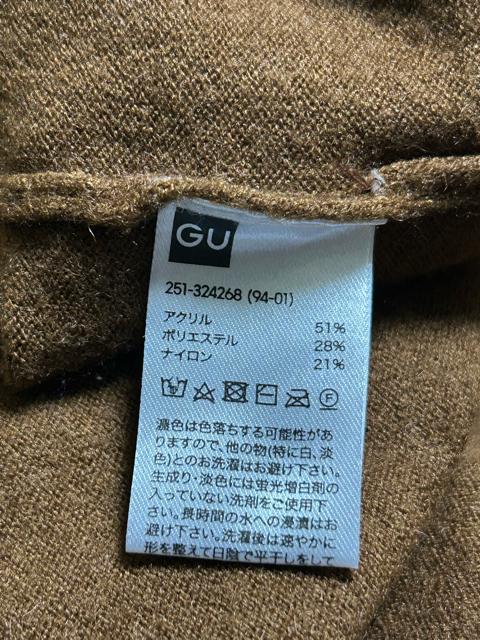 GU
251-324268 (94-01)
アクリル 51%
ポリエステル 28%
ナイロン 21%
F
濃色は色落ちする可能性があ
りますので、他の物(特に白、淡
色)とのお洗濯はお避け下さい。
生成り・淡色には蛍光増白剤の
入っていない洗剤をご使用下
さい。長時間の水への浸漬はお
避け下さい。洗濯後は速やかに
形を整えて日陰で平干しをして